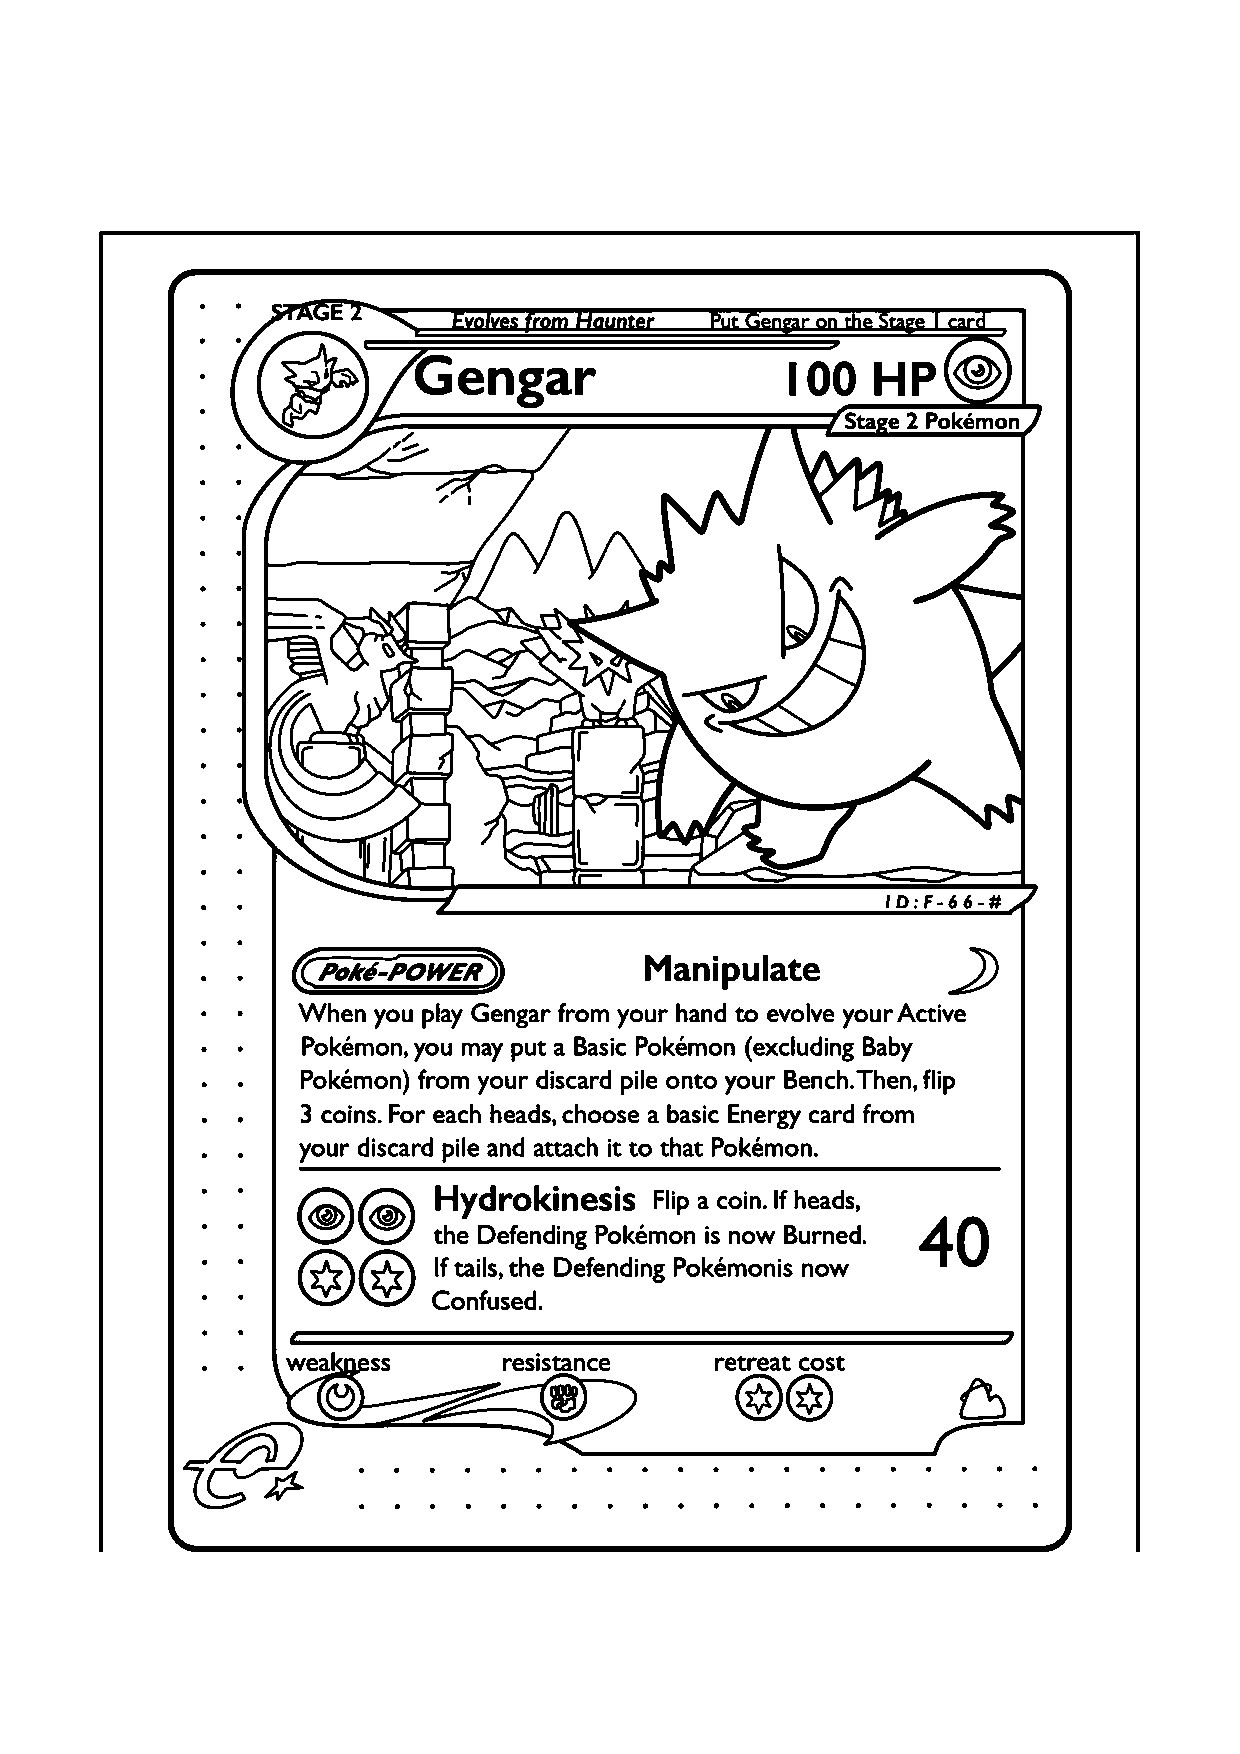 STAGE 2
Evolves from Haunter Put Gengar on the Stage 1 card
Gengar 100 HP
Stage 2 Pokémon
ID:F-66-#
Poké-POWER Manipulate
When you play Gengar from your hand to evolve your Active
Pokémon, you may put a Basic Pokémon (excluding Baby
Pokémon) from your discard pile onto your Bench. Then, flip
3 coins. For each heads, choose a basic Energy card from
your discard pile and attach it to that Pokémon.
Hydrokinesis Flip a coin. If heads,
the Defending Pokémon is now Burned.
If tails, the Defending Pokémonis now
Confused.
40
weakness resistance retreat cost
e